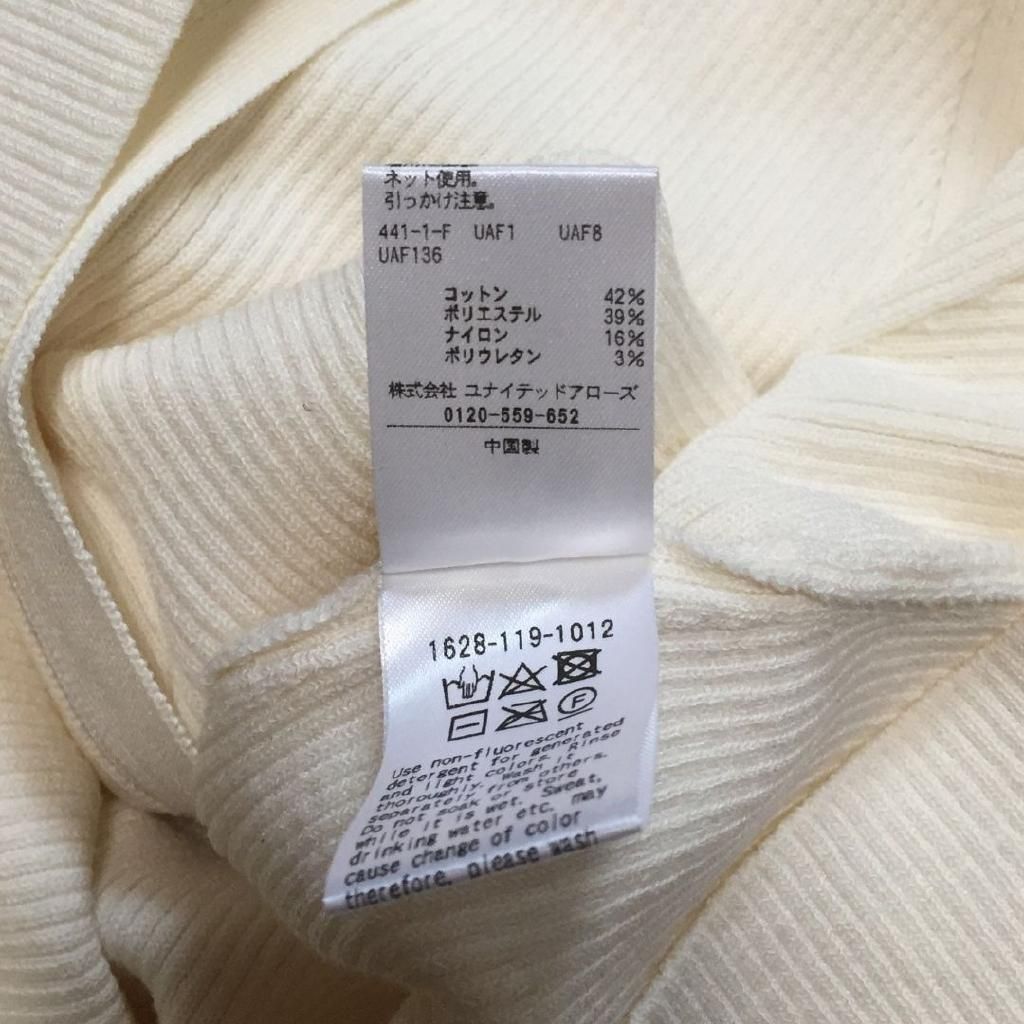 ネット使用。
引っかけ注意。
441-1-F UAF1 UAF8
UAF136
コットン 42%
ポリエステル 39%
ナイロン 16%
ポリウレタン 3%
株式会社 ユナイテッドアローズ
0120-559-652
中国製
1628-119-1012
F
Use non-fluorescent
detergent for generated
and light colors. Rinse
thoroughly. Wash it
separately from others.
Do not soak or store
while it is wet. Sweat,
drinking water etc. may
cause change of color
therefore, please wash